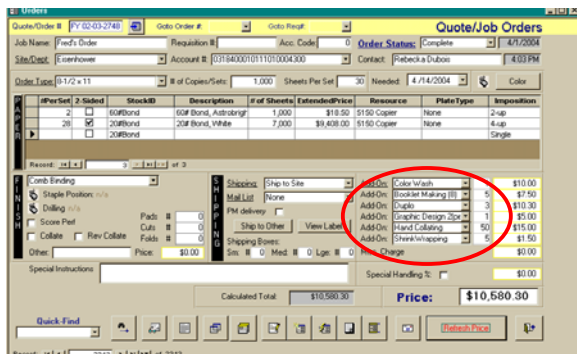 Orders
Quote/Order # FY 02-03-2748 Goto Order #: Goto Req#: Quote/Job Orders
Job Name: Fred's Order Requisition #: Acc. Code: 0 Order Status: Complete 4/1/2004
Site/Dept: Eisenhower Account #: 0318400010111010004300 Contact: Rebecka Dubois 4:03 PM
Order Type: 8-1/2 x 11 # of Copies/Sets: 1,000 Sheets Per Set: 30 Needed: 4/14/2004 Color
PAPER #PerSet 2-Sided StockID Description # of Sheets ExtendedPrice Resource PlateType Imposition
2 60#Bond 60# Bond, Astrobrigh 1,000 $18.50 5150 Copier None 2-up
28 20#Bond 20# Bond, White 7,000 $9,408.00 5150 Copier None 4-up
20#Bond Single
Record: 3 of 3
FINISH Comb Binding SHIPPING Shipping: Ship to Site Add-On: Color Wash $10.00
Staple Position: n/a Mail List None Add-On: Booklet Making [8] 5 $7.50
Drilling n/a PM delivery Add-On: Duplo 3 $10.30
Score Perf Pads # 0 Ship to Other View Label Add-On: Graphic Design 2[pe 1 $5.00
Cuts # 0 Add-On: Hand Collating 50 $15.00
Collate Rev Collate Folds # 0 Shipping Boxes: Add-On: ShrinkWrapping 5 $1.50
Other: Price: $0.00 Sm: # 0 Med: # 0 Lge: # 0 Charge $0.00
Special Instructions Special Handling %: $0.00
Calculated Total: $10,580.30 Price: $10,580.30
Quick-Find Refresh Price